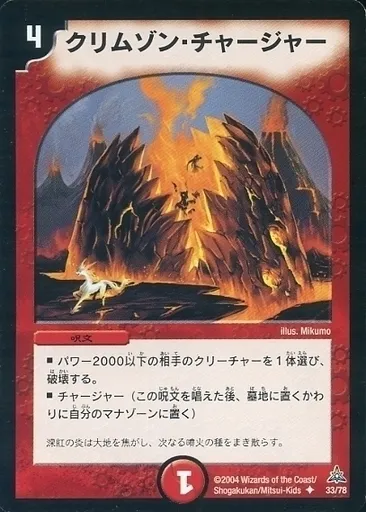 4 クリムゾン・チャージャー
illus. Mikumo
呪文
■ パワー2000以下の相手のクリーチャーを1体選び、
破壊する。
■ チャージャー（この呪文を唱えた後、墓地に置くかわ
りに自分のマナゾーンに置く）
深紅の炎は大地を焦がし、次なる噴火の種をまき散らす。
1
©2004 Wizards of the Coast/
Shogakukan/Mitsui-Kids
33/78